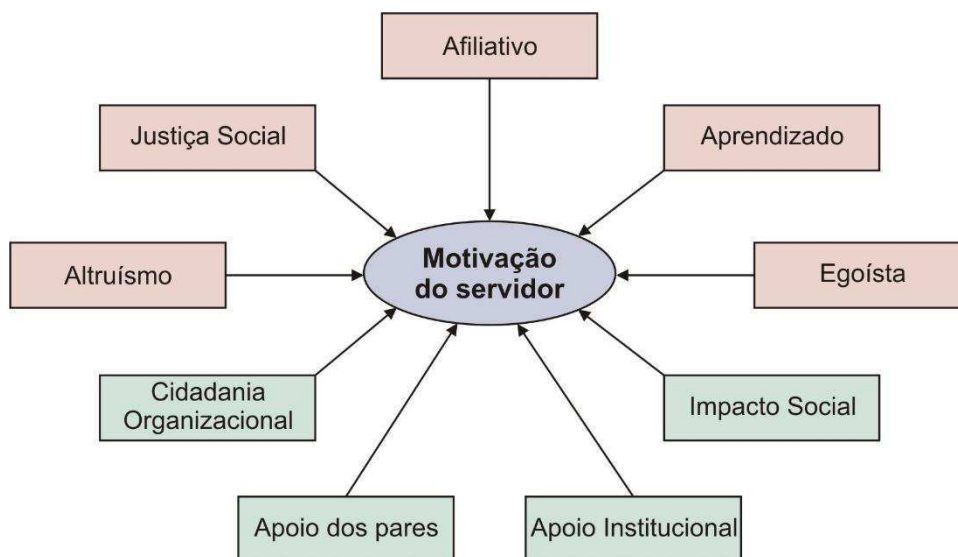 Afiliativo
Justiça Social
Aprendizado
Motivação
do servidor
Altruísmo
Egoísta
Cidadania
Organizacional
Impacto Social
Apoio dos pares
Apoio Institucional